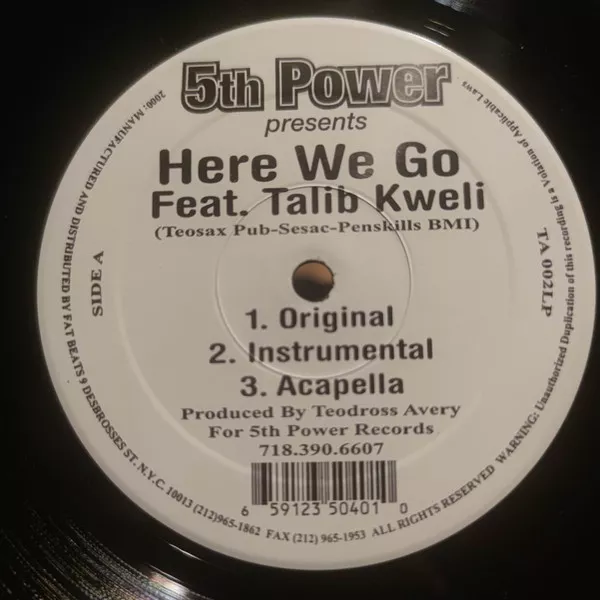 5th Power
presents
Here We Go
Feat. Talib Kweli
(Teosax Pub-Sesac-Penskills BMI)
SIDE A
TA 002LP
1. Original
2. Instrumental
3. Acapella
Produced By Teodross Avery
For 5th Power Records
718.390.6607
6 59123 50401 0
2000: MANUFACTURED AND DISTRIBUTED BY FAT BEATS 9 DESBROSSES ST. N.Y.C. 10013 (212)965-1862 FAX (212) 965-1953 ALL RIGHTS RESERVED WARNING: Unauthorized Duplication of this recording is a Violation of Applicable Laws